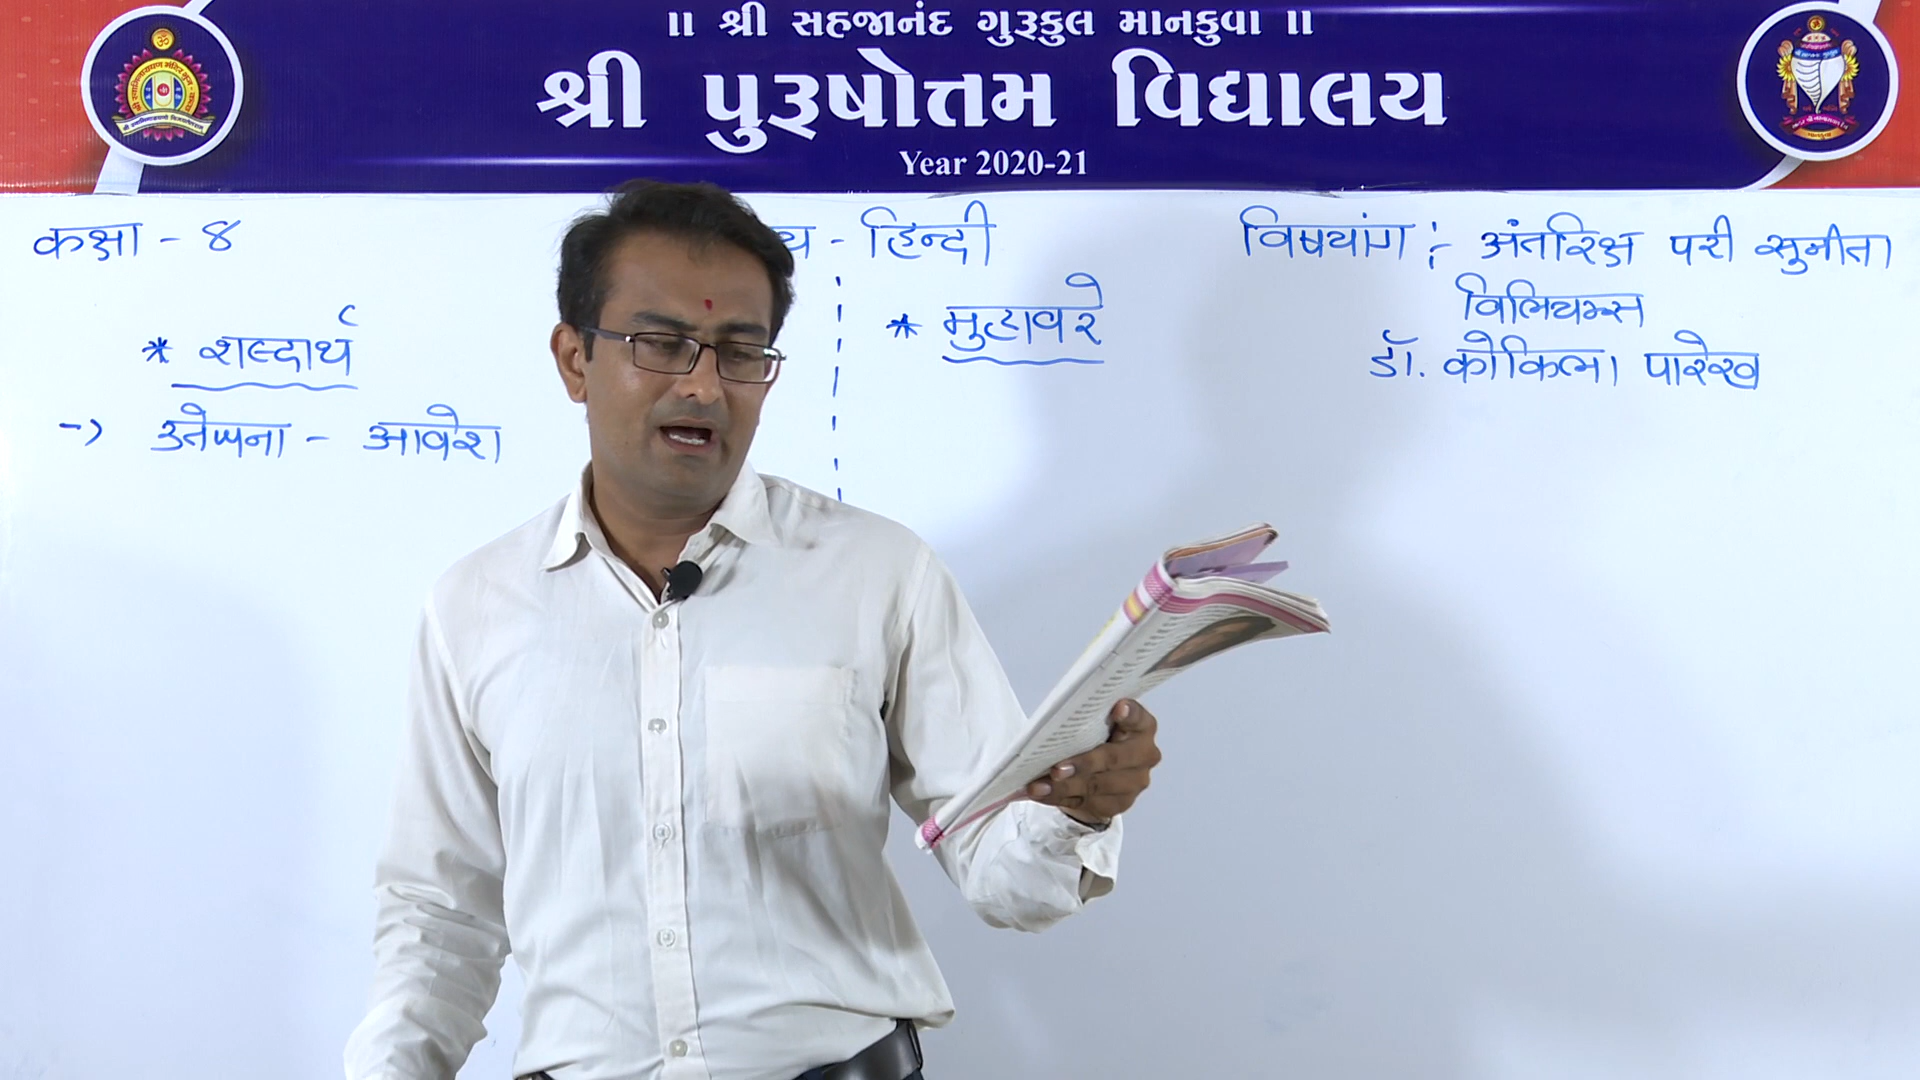 ॥ શ્રી સહજાનંદ ગુરૂકુલ માનકુવા ॥
શ્રી પુરૂષોત્તમ વિદ્યાલય
Year 2020-21
कक्षा - 8
य - हिन्दी
विषयांग :- अंतरिक्ष परी सुनीता
विलियम्स
डॉ. कोकिला पारेख
* शब्दार्थ
* मुहावरे
-> उत्तेजना - आवेश